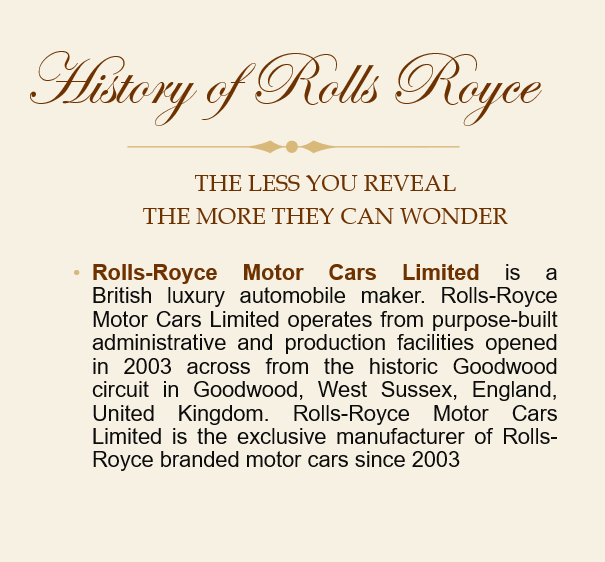 History of Rolls Royce
THE LESS YOU REVEAL
THE MORE THEY CAN WONDER
• Rolls-Royce Motor Cars Limited is a
British luxury automobile maker. Rolls-Royce
Motor Cars Limited operates from purpose-built
administrative and production facilities opened
in 2003 across from the historic Goodwood
circuit in Goodwood, West Sussex, England,
United Kingdom. Rolls-Royce Motor Cars
Limited is the exclusive manufacturer of Rolls-
Royce branded motor cars since 2003